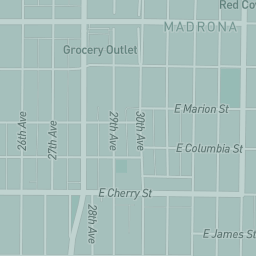 Red Co
MADRONA
Grocery Outlet
E Marion St
26th Ave
27th Ave
29th Ave
30th Ave
E Columbia St
E Cherry St
28th Ave
E James St